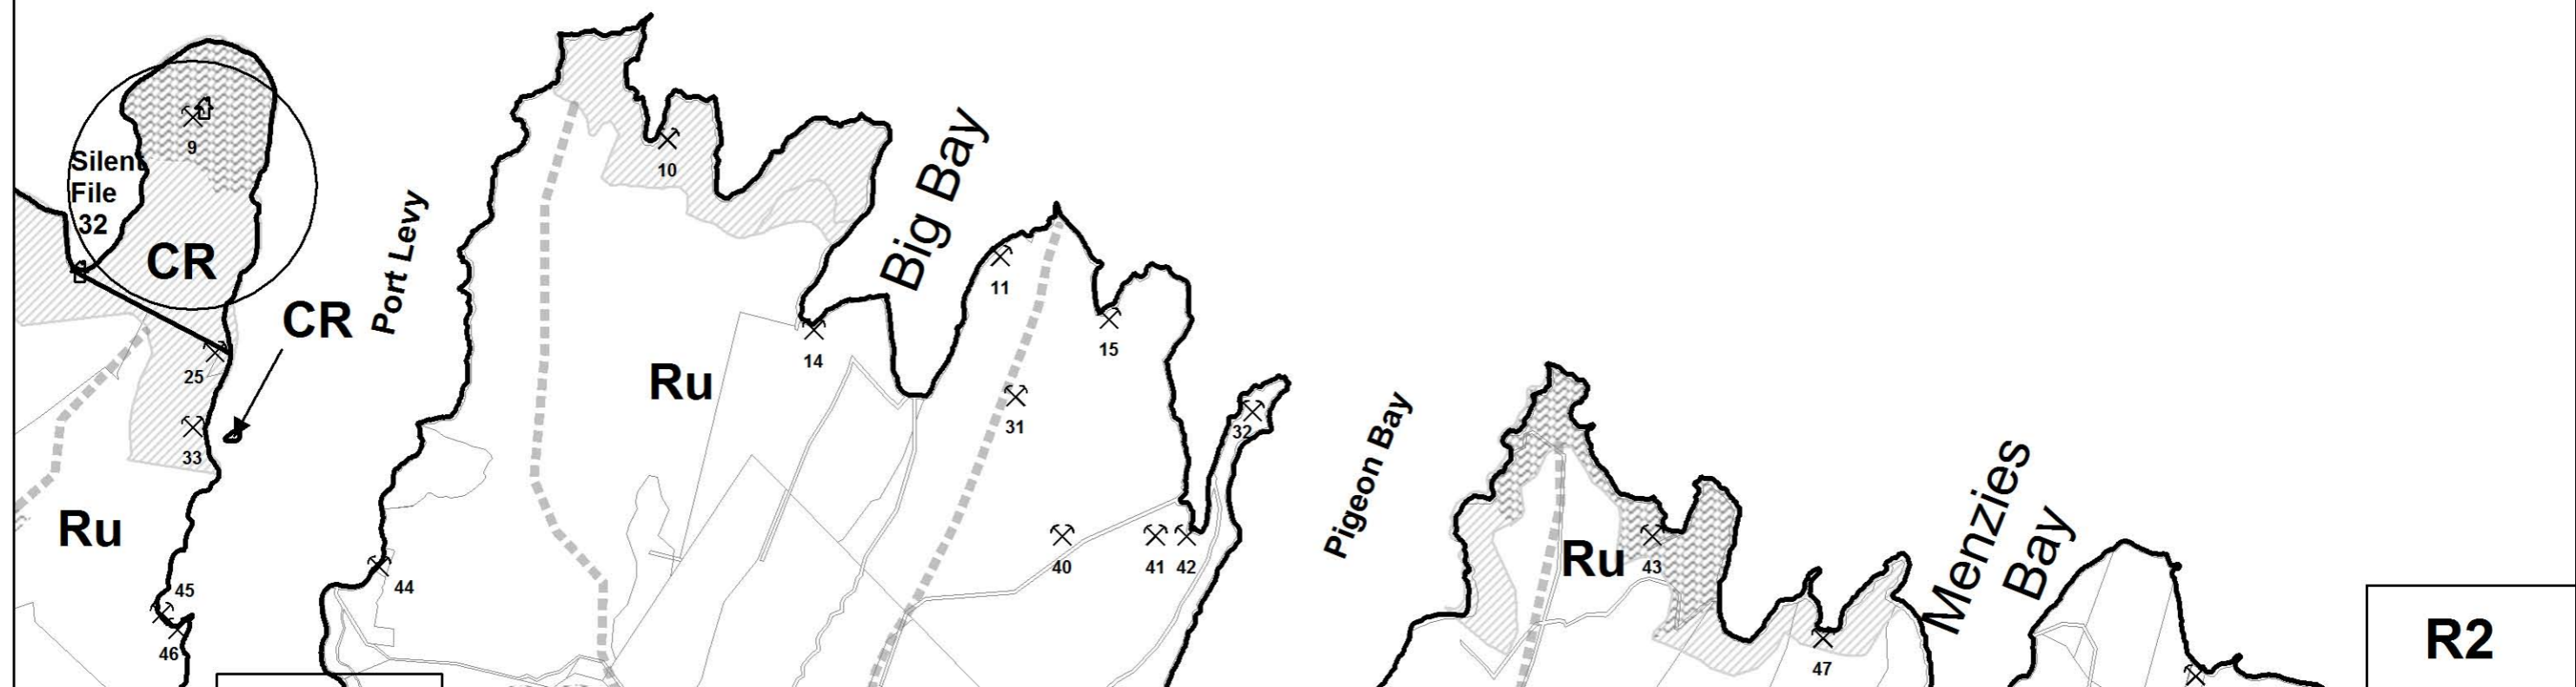 Silent
File
32
9
CR
CR
Port Levy
10
Big Bay
11
14
15
Ru
25
31
32
33
Pigeon Bay
Ru
40
41
42
Ru
43
44
45
46
47
Menzies
Bay
R2